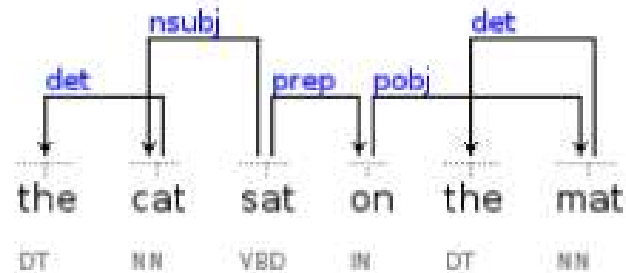 nsubj det
det prep pobj
the cat sat on the mat
DT NN VBD IN DT NN